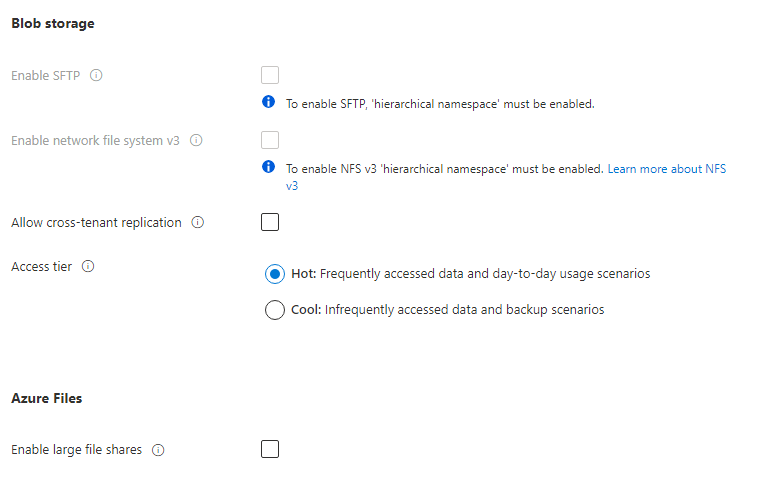 Blob storage
Enable SFTP
To enable SFTP, 'hierarchical namespace' must be enabled.
Enable network file system v3
To enable NFS v3 'hierarchical namespace' must be enabled. Learn more about NFS
v3
Allow cross-tenant replication
Access tier
Hot: Frequently accessed data and day-to-day usage scenarios
Cool: Infrequently accessed data and backup scenarios
Azure Files
Enable large file shares